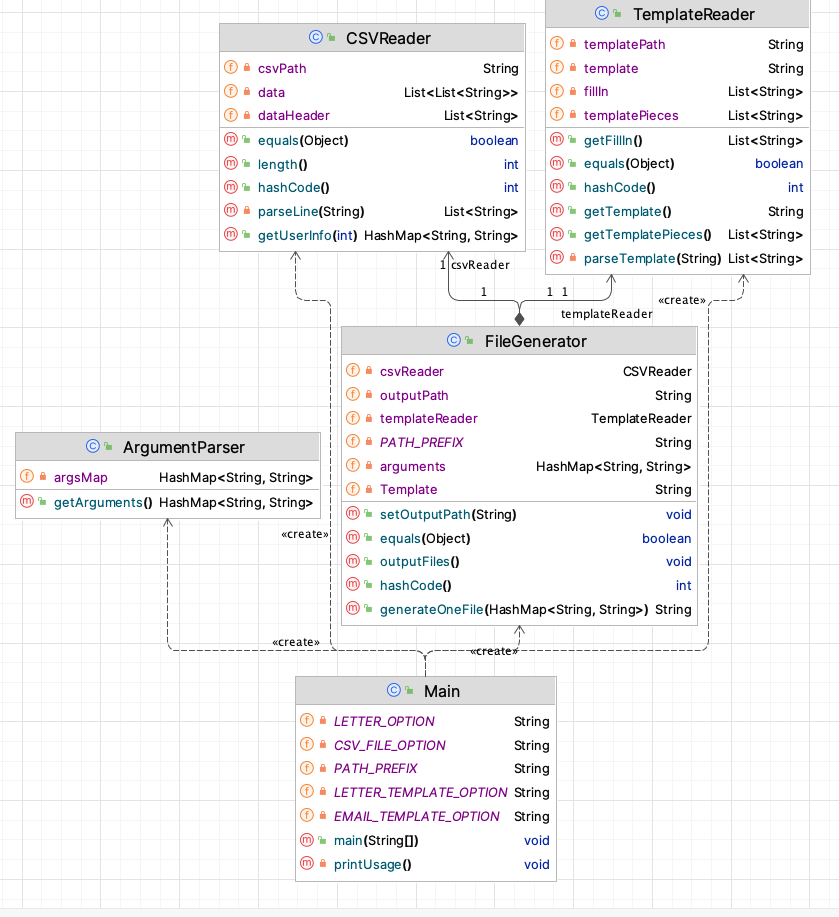 CSVReader
csvPath String
data List<List<String>>
dataHeader List<String>
equals(Object) boolean
length() int
hashCode() int
parseLine(String) List<String>
getUserInfo(int) HashMap<String, String>
TemplateReader
templatePath String
template String
fillIn List<String>
templatePieces List<String>
getFillIn() List<String>
equals(Object) boolean
hashCode() int
getTemplate() String
getTemplatePieces() List<String>
parseTemplate(String) List<String>
1 csvReader
1
1 1
templateReader
«create»
FileGenerator
csvReader CSVReader
outputPath String
templateReader TemplateReader
PATH_PREFIX String
arguments HashMap<String, String>
Template String
setOutputPath(String) void
equals(Object) boolean
outputFiles() void
hashCode() int
generateOneFile(HashMap<String, String>) String
ArgumentParser
argsMap HashMap<String, String>
getArguments() HashMap<String, String>
«create»
«create»
«create»
Main
LETTER_OPTION String
CSV_FILE_OPTION String
PATH_PREFIX String
LETTER_TEMPLATE_OPTION String
EMAIL_TEMPLATE_OPTION String
main(String[]) void
printUsage() void